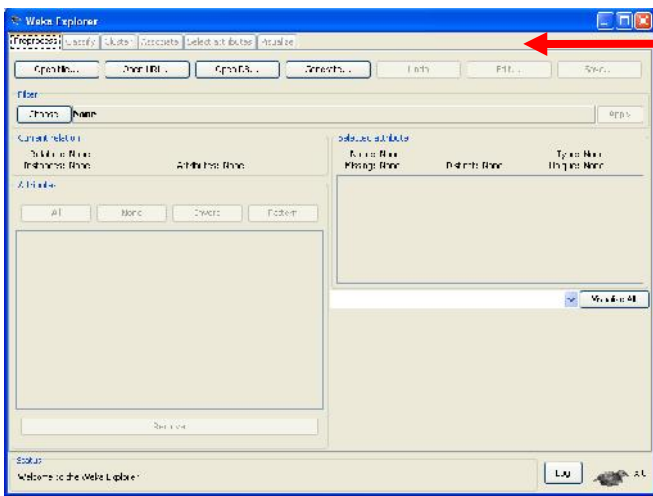 Weka Explorer
Preprocess Classify Cluster Associate Select attributes Visualize
Open file... Open URL... Open DB... Generate... Undo Edit... Save...
Filter
Choose None Apply
Current relation
Relation: None
Instances: None Attributes: None
Attributes
All None Invert Pattern
Remove
Selected attribute
Name: None Type: None
Missing: None Distinct: None Unique: None
Visualize All
Status
Welcome to the Weka Explorer
Log x 0